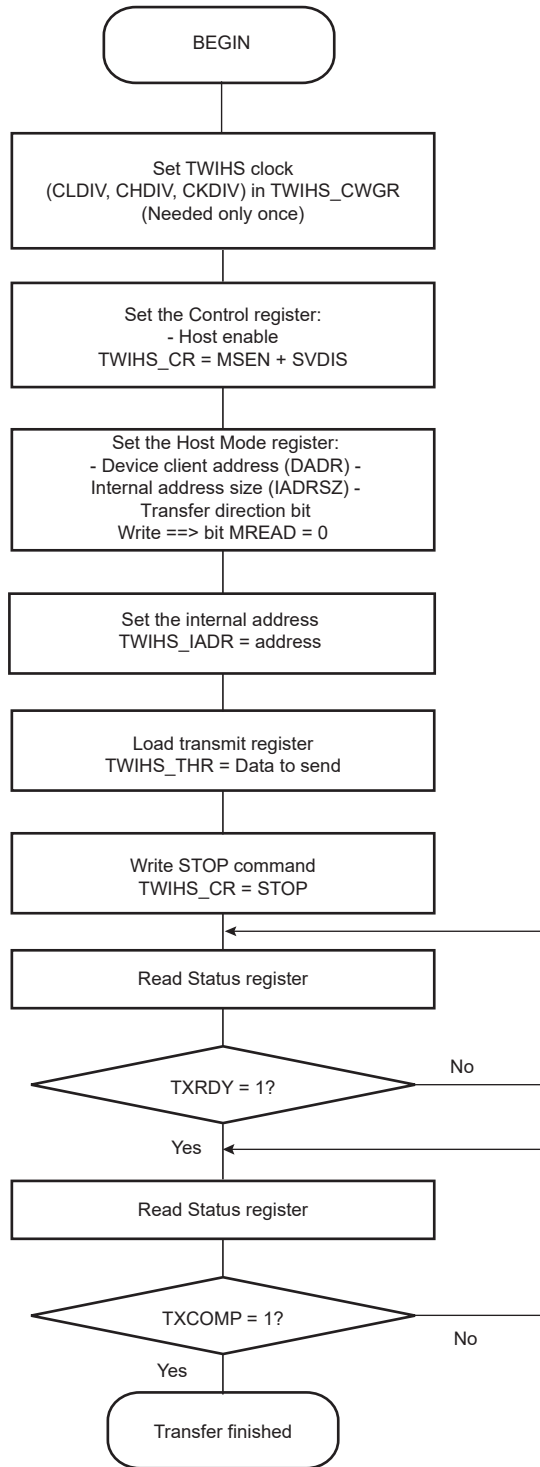 BEGIN
Set TWIHS clock
(CLDIV, CHDIV, CKDIV) in TWIHS_CWGR
(Needed only once)
Set the Control register:
- Host enable
TWIHS_CR = MSEN + SVDIS
Set the Host Mode register:
- Device client address (DADR) -
Internal address size (IADRSZ) -
Transfer direction bit
Write ==> bit MREAD = 0
Set the internal address
TWIHS_IADR = address
Load transmit register
TWIHS_THR = Data to send
Write STOP command
TWIHS_CR = STOP
Read Status register
TXRDY = 1?
No
Yes
Read Status register
TXCOMP = 1?
No
Yes
Transfer finished